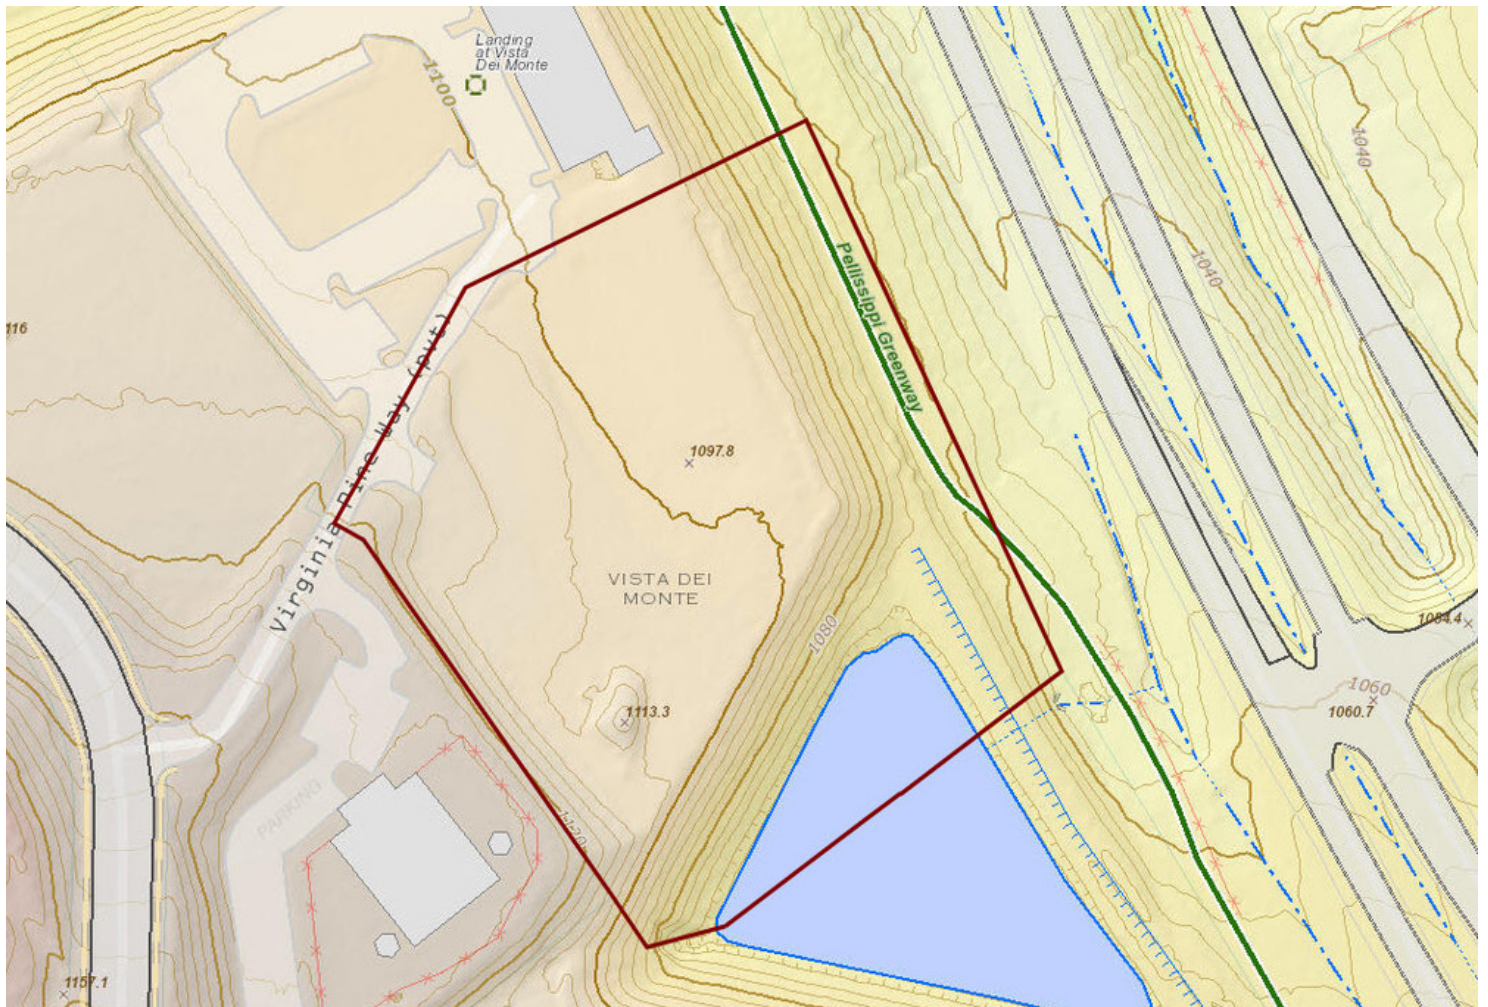 Landing
at Vista
Dei Monte
1100
1040
1040
Pellissippi Greenway
116
Virginia Pine Way (pvt)
1097.8
VISTA DEI
MONTE
1080
1084.4
1060
1060.7
1113.3
PARKING
1120
1157.1